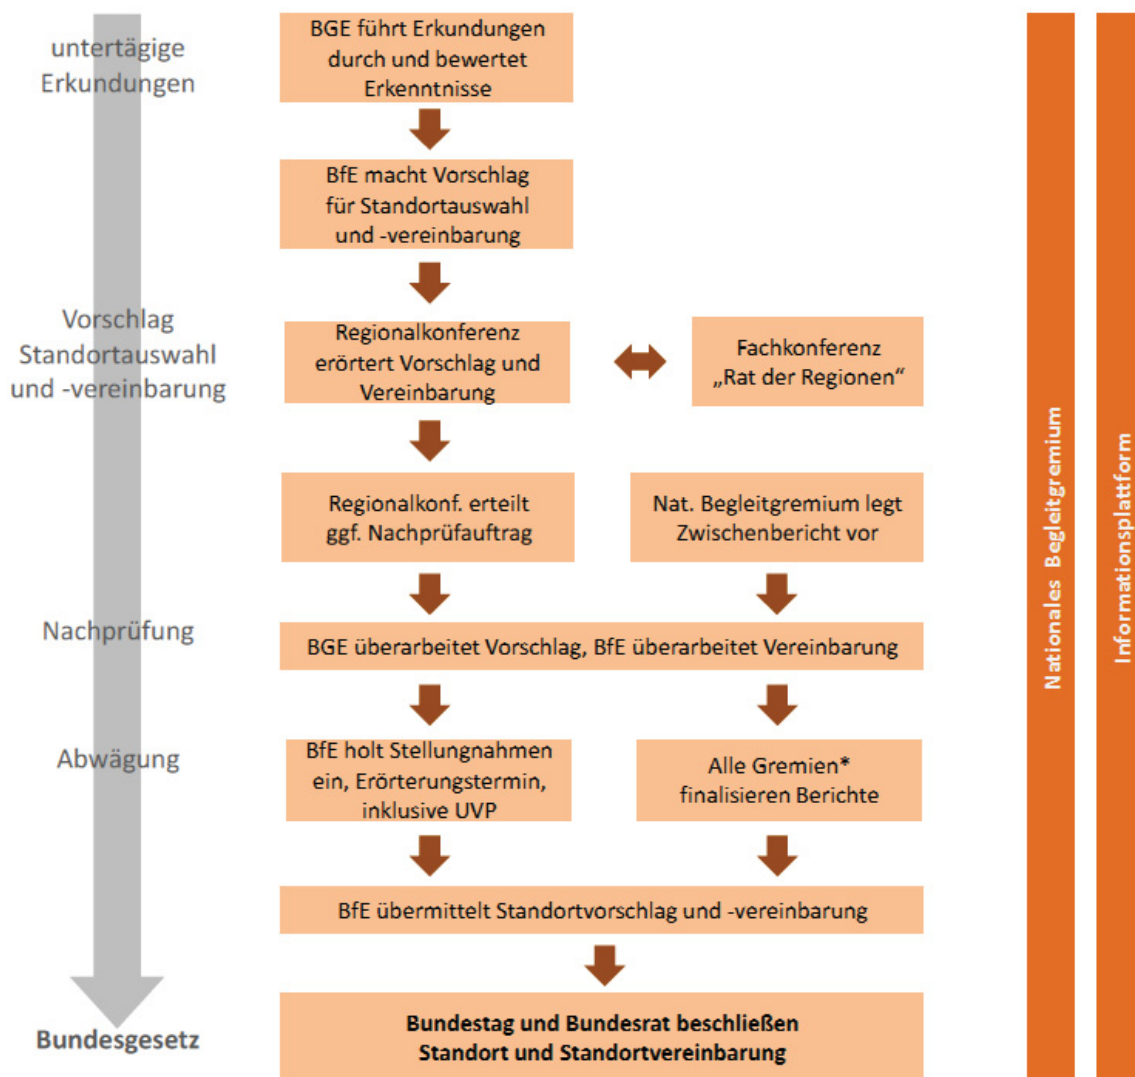 untertägige
Erkundungen
BGE führt Erkundungen
durch und bewertet
Erkenntnisse
BfE macht Vorschlag
für Standortauswahl
und -vereinbarung
Vorschlag
Standortauswahl
und -vereinbarung
Regionalkonferenz
erörtert Vorschlag und
Vereinbarung
Fachkonferenz
„Rat der Regionen“
Regionalkonf. erteilt
ggf. Nachprüfauftrag
Nat. Begleitgremium legt
Zwischenbericht vor
Nachprüfung
BGE überarbeitet Vorschlag, BfE überarbeitet Vereinbarung
Abwägung
BfE holt Stellungnahmen
ein, Erörterungstermin,
inklusive UVP
Alle Gremien*
finalisieren Berichte
BfE übermittelt Standortvorschlag und -vereinbarung
Bundesgesetz
Bundestag und Bundesrat beschließen
Standort und Standortvereinbarung
Nationales Begleitgremium
Informationsplattform